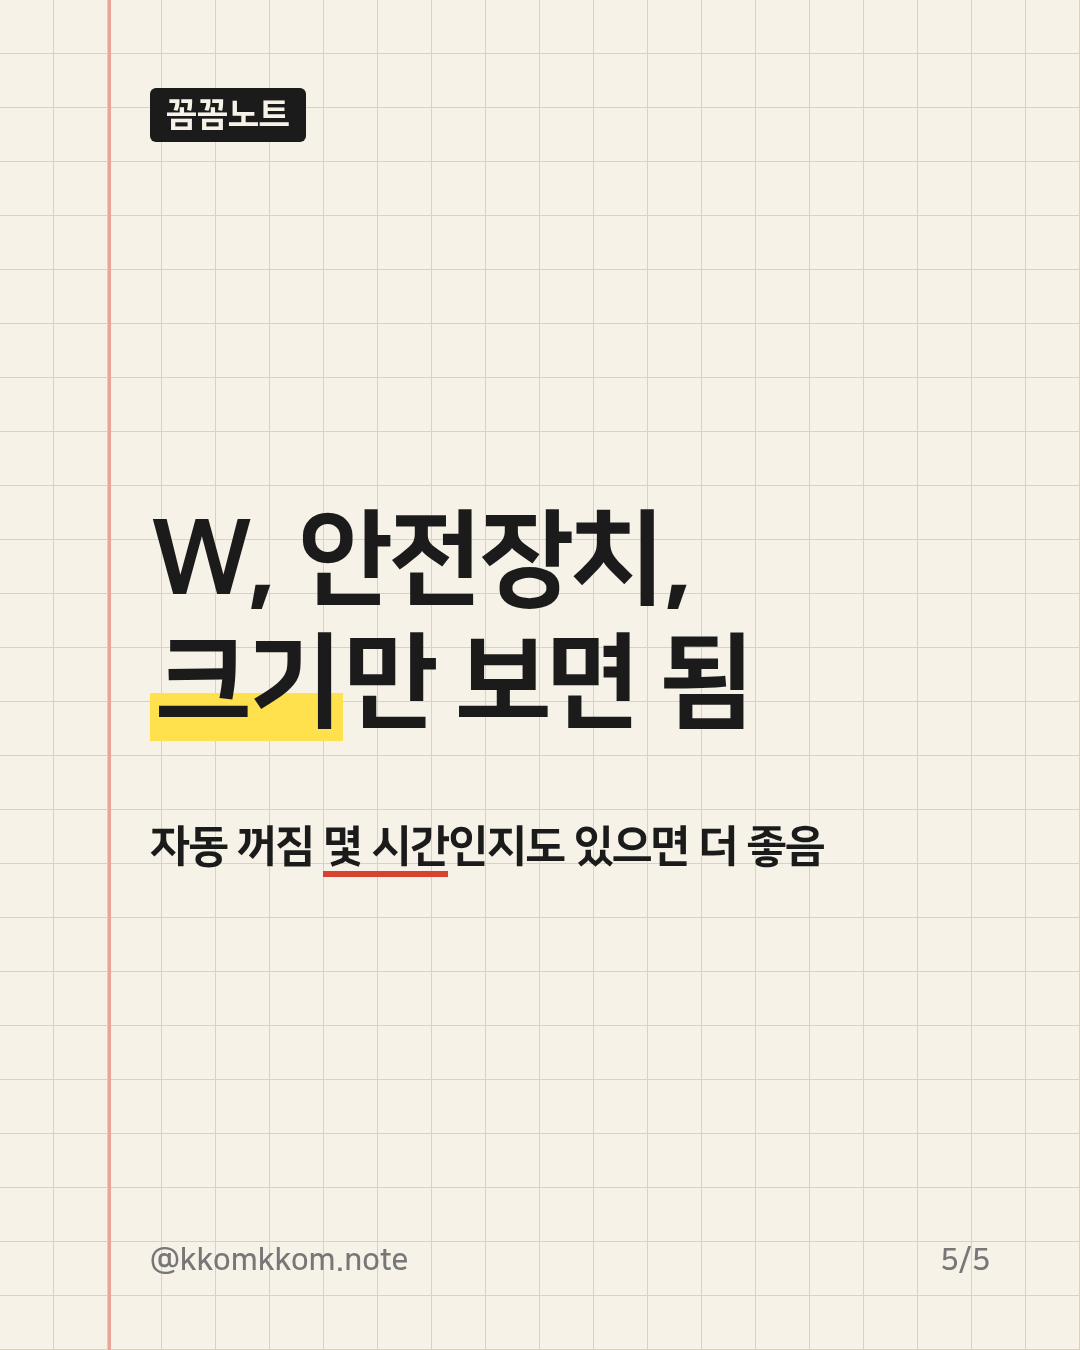 꼼꼼노트
W, 안전장치,
크기만 보면 됨
자동 꺼짐 몇 시간인지도 있으면 더 좋음
@kkomkkom.note
5/5